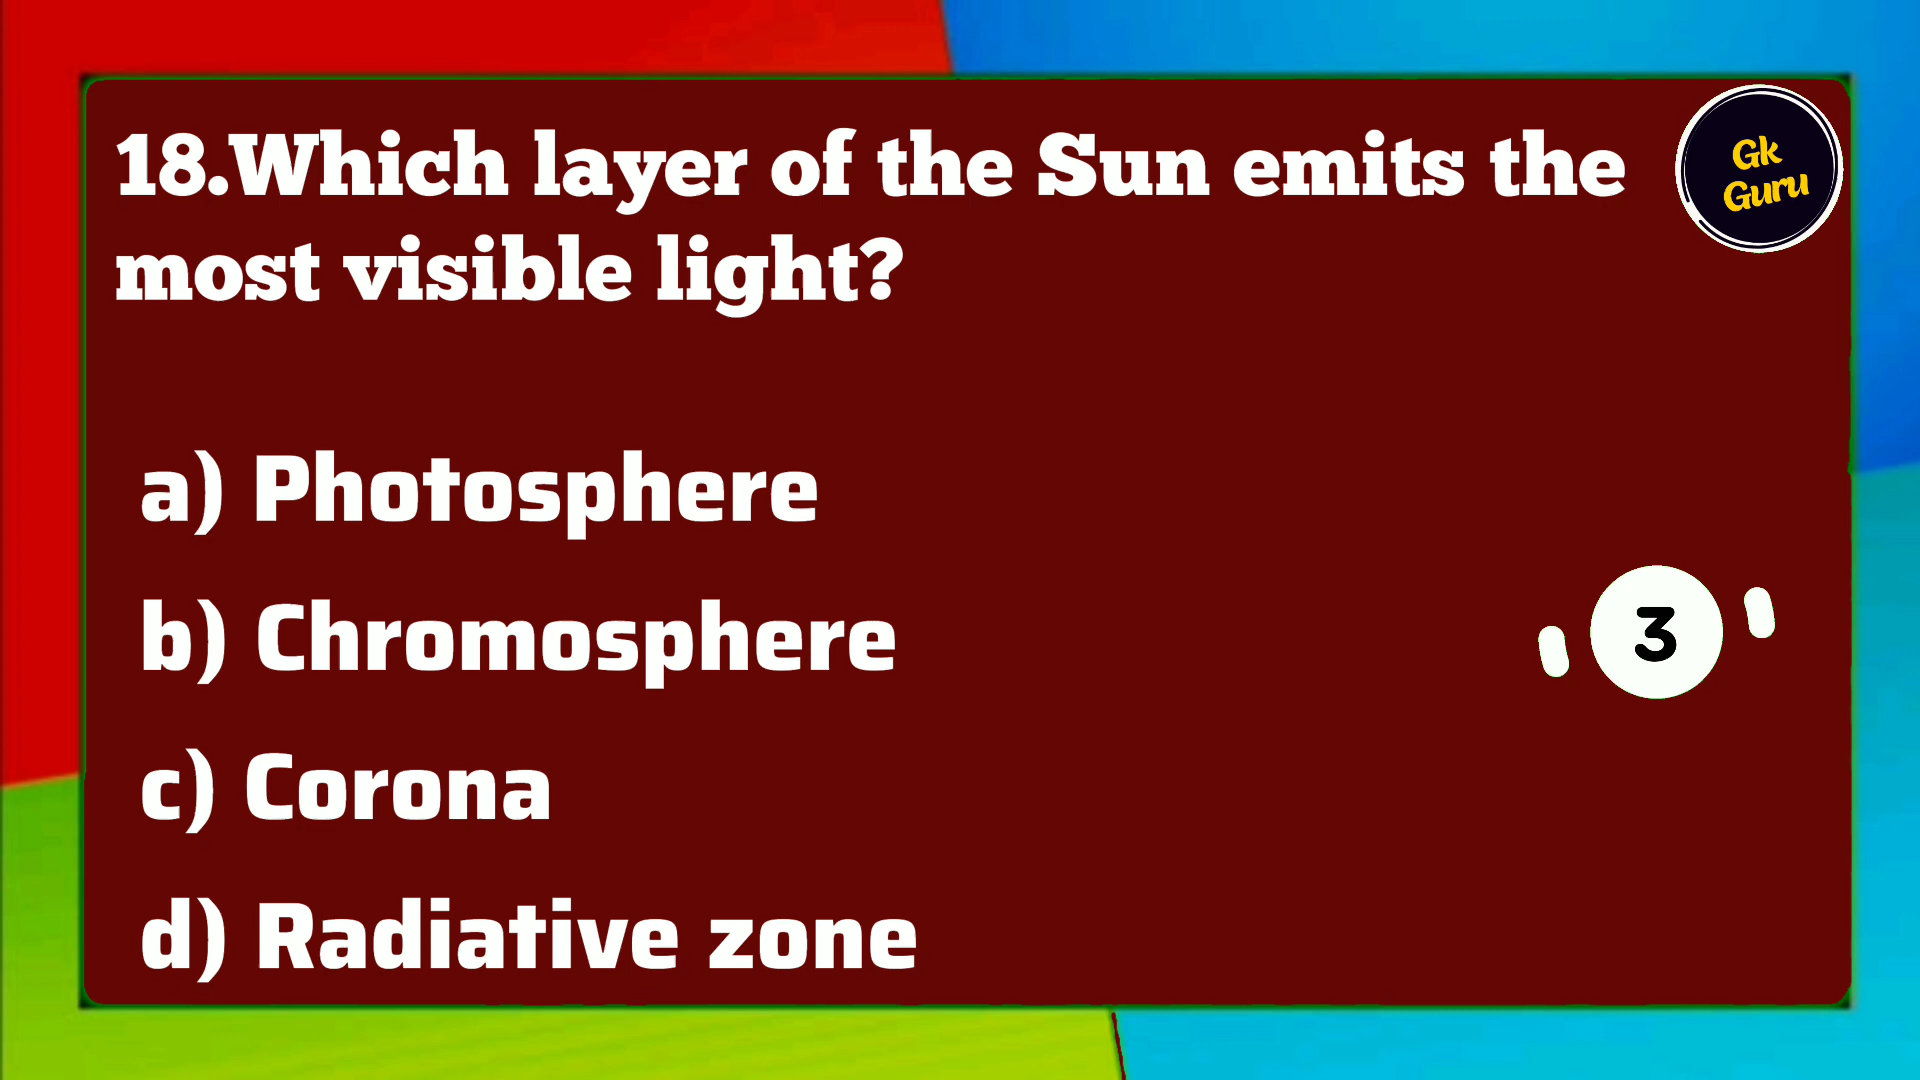 18.Which layer of the Sun emits the
most visible light?
Gk
Guru
a) Photosphere
b) Chromosphere
3
c) Corona
d) Radiative zone